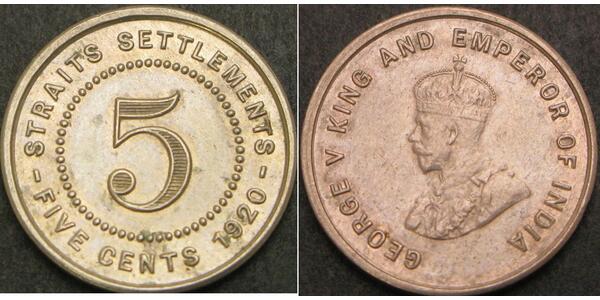 STRAITS SETTLEMENTS
5
FIVE CENTS 1920
GEORGE V KING AND EMPEROR OF INDIA